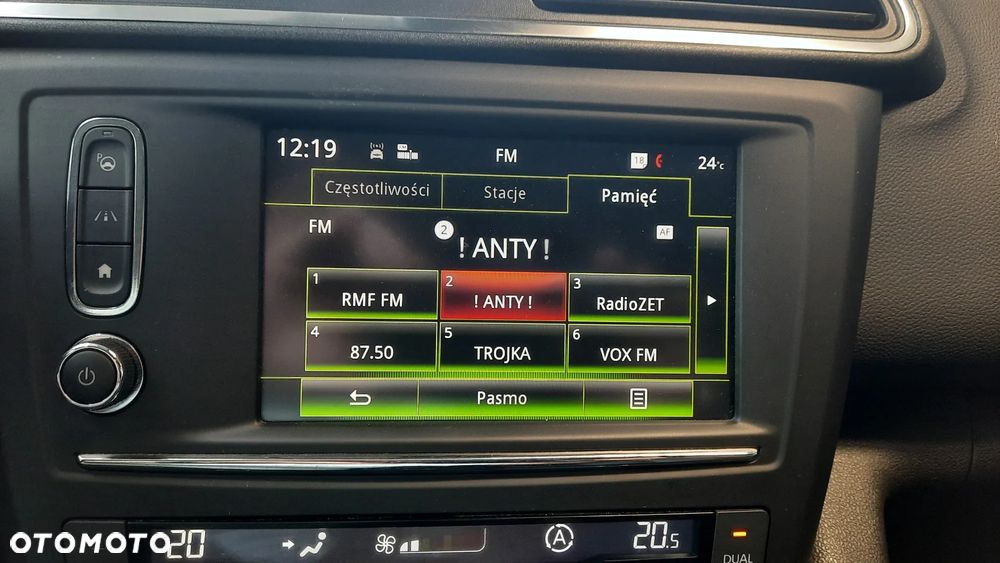 12:19 FM 18 24°C
Częstotliwości Stacje Pamięć
FM 2 ! ANTY ! AF
1 RMF FM 2 ! ANTY ! 3 RadioZET
4 87.50 5 TROJKA 6 VOX FM
Pasmo
P
OTOMOTO 20 A 20.5
DUAL